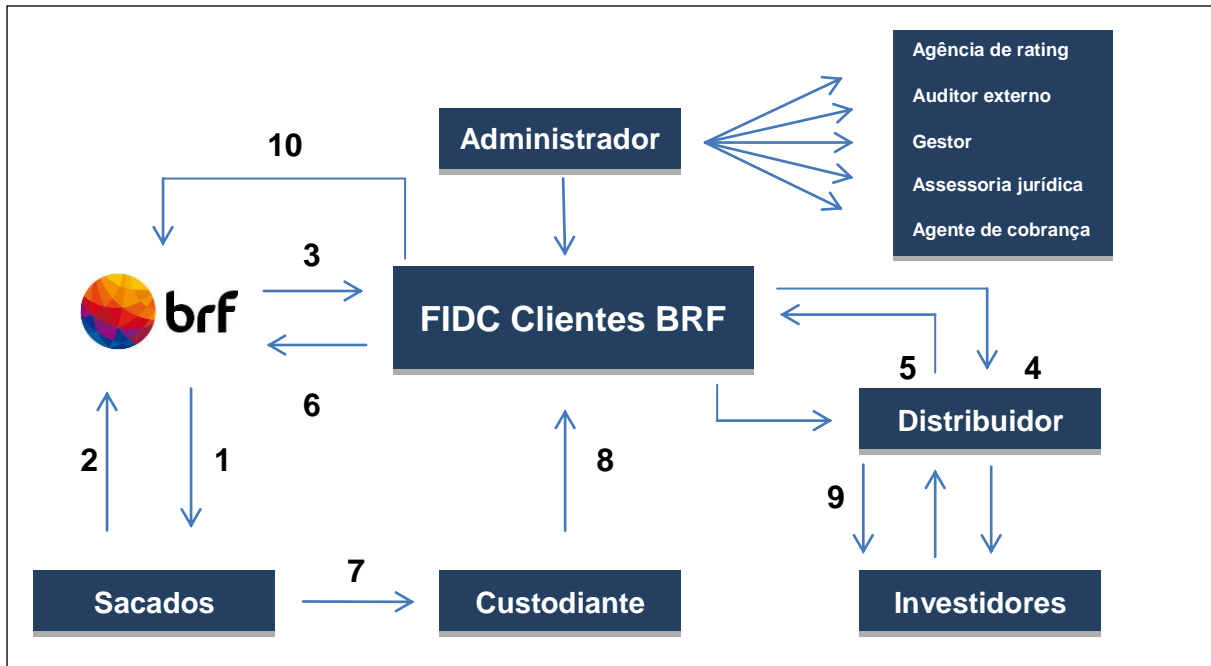 Agência de rating
Auditor externo
Gestor
Assessoria jurídica
Agente de cobrança
Administrador
10
3
brf
FIDC Clientes BRF
6
5
4
Distribuidor
2
1
8
9
7
Sacados
Custodiante
Investidores